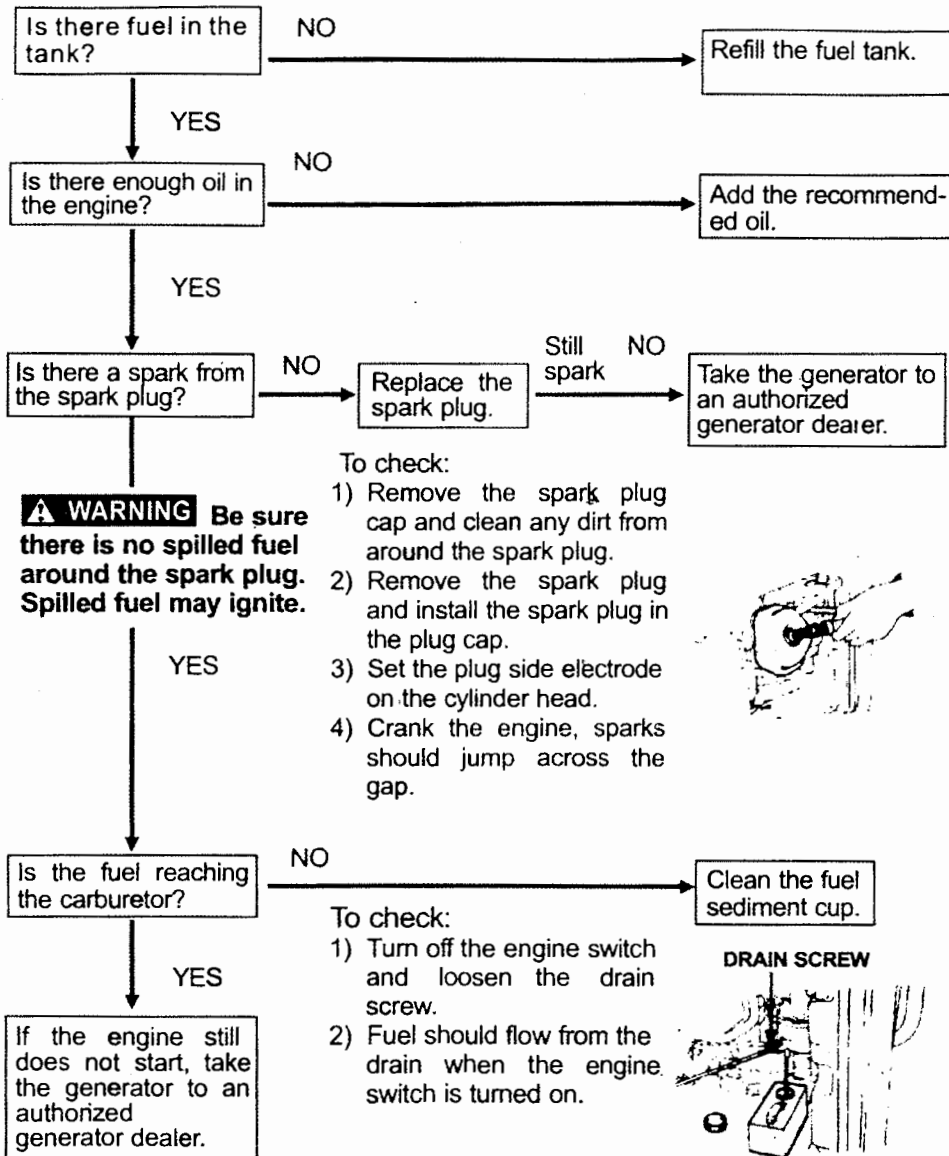 Is there fuel in the
tank?
NO
Refill the fuel tank.
YES
Is there enough oil in
the engine?
NO
Add the recommend-
ed oil.
YES
Is there a spark from
the spark plug?
NO
Replace the
spark plug.
Still NO
spark
Take the generator to
an authorized
generator dealer.
WARNING Be sure
there is no spilled fuel
around the spark plug.
Spilled fuel may ignite.
YES
To check:
1) Remove the spark plug
cap and clean any dirt from
around the spark plug.
2) Remove the spark plug
and install the spark plug in
the plug cap.
3) Set the plug side electrode
on the cylinder head.
4) Crank the engine, sparks
should jump across the
gap.
Is the fuel reaching
the carburetor?
NO
Clean the fuel
sediment cup.
To check:
1) Turn off the engine switch
and loosen the drain
screw.
2) Fuel should flow from the
drain when the engine
switch is turned on.
DRAIN SCREW
YES
If the engine still
does not start, take
the generator to an
authorized
generator dealer.